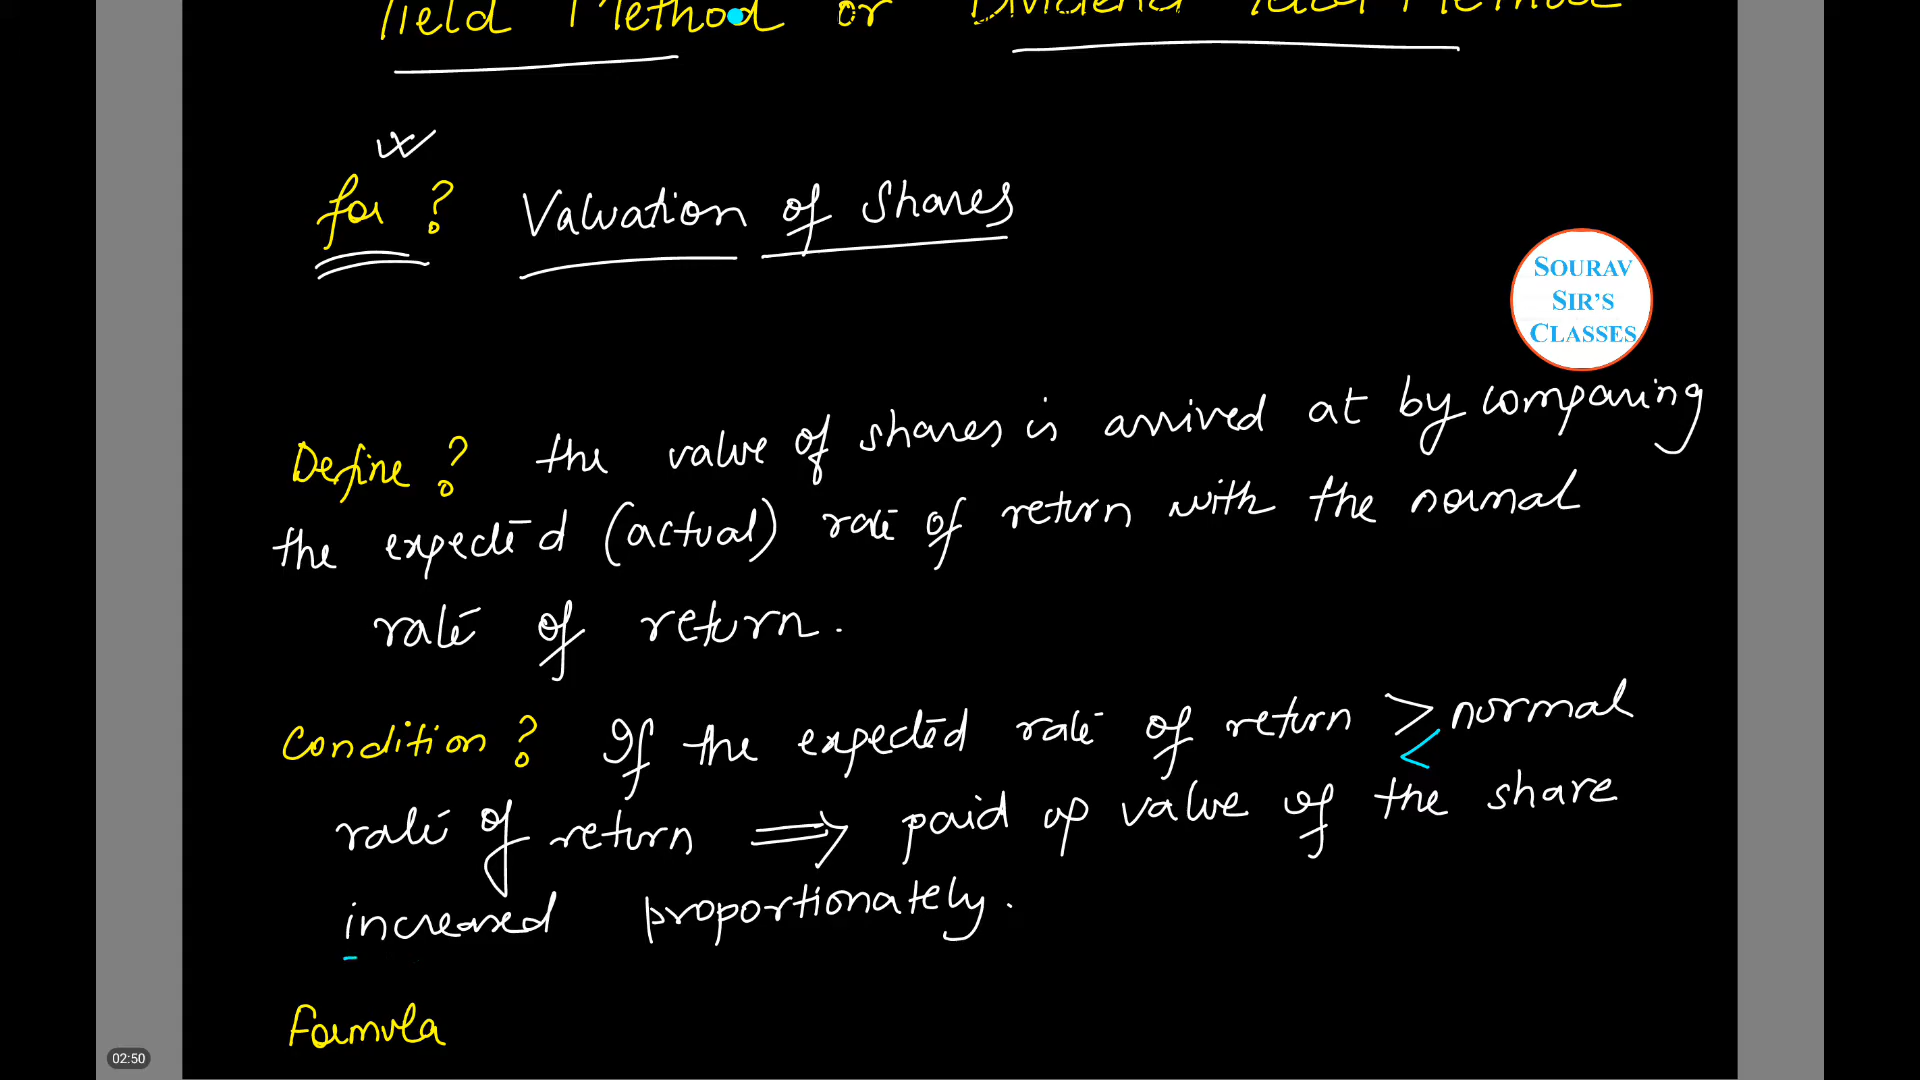 Yield Method or Dividend Yield Method
for ? Valuation of Shares
SOURAV
SIR'S
CLASSES
Define ? the value of shares is arrived at by comparing
the expected (actual) rate of return with the normal
rate of return.
Condition ? If the expected rate of return > normal
<
rate of return ⟹ paid up value of the share
increased proportionately.
Formula
02:50